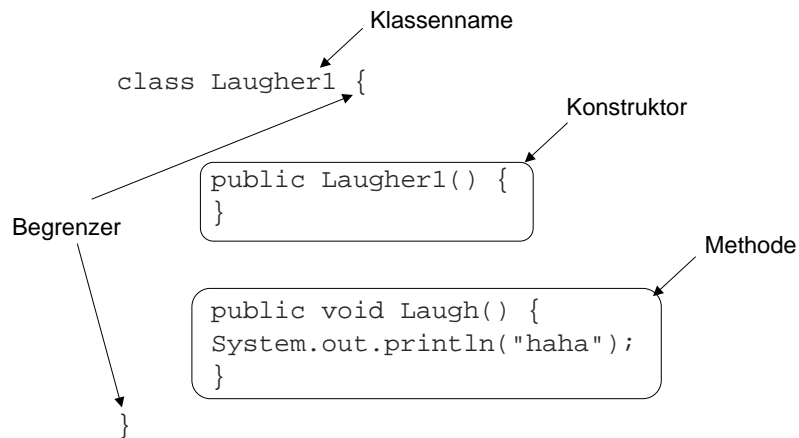 Klassenname
class Laugher1 {
Konstruktor
public Laugher1() {
}
Begrenzer
Methode
public void Laugh() {
System.out.println("haha");
}
}